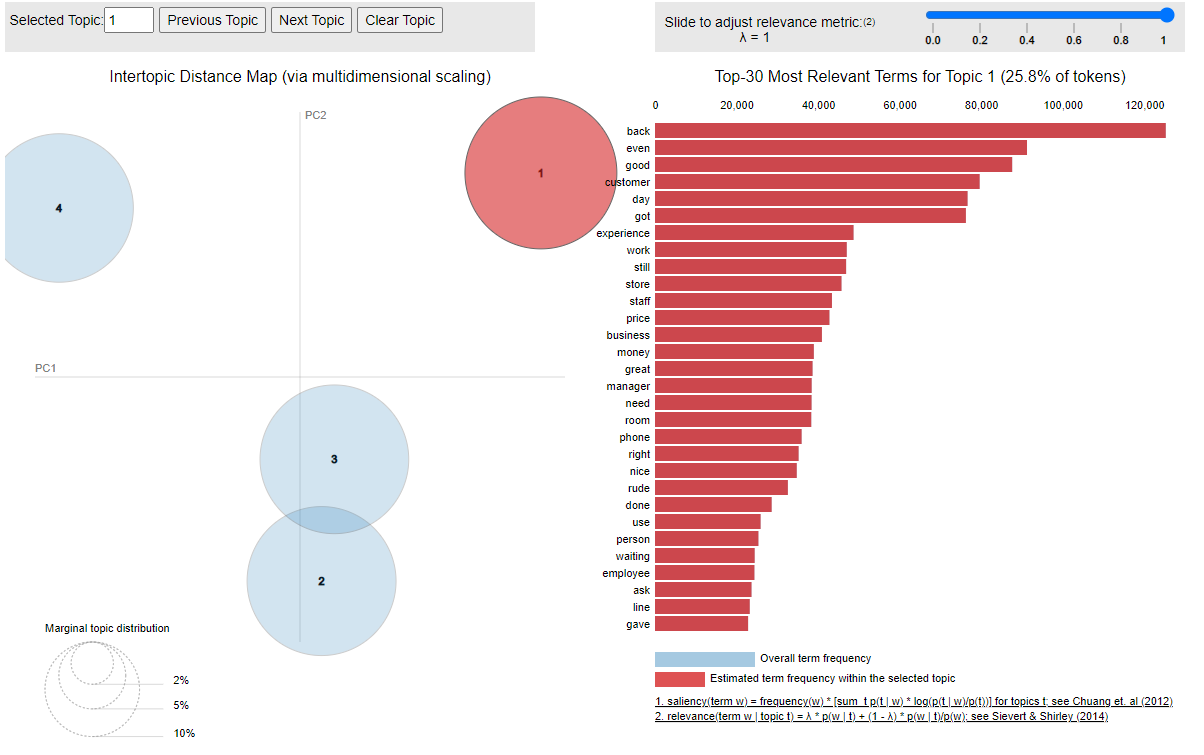 Selected Topic: 1 Previous Topic Next Topic Clear Topic
Slide to adjust relevance metric:(2)
λ = 1
0.0 0.2 0.4 0.6 0.8 1
Intertopic Distance Map (via multidimensional scaling)
PC2
PC1
1
4
3
2
Marginal topic distribution
2%
5%
10%
Top-30 Most Relevant Terms for Topic 1 (25.8% of tokens)
0 20,000 40,000 60,000 80,000 100,000 120,000
back
even
good
customer
day
got
experience
work
still
store
staff
price
business
money
great
manager
need
room
phone
right
nice
rude
done
use
person
waiting
employee
ask
line
gave
Overall term frequency
Estimated term frequency within the selected topic
1. saliency(term w) = frequency(w) * [sum_t p(t | w) * log(p(t | w)/p(t))] for topics t; see Chuang et. al (2012)
2. relevance(term w | topic t) = λ * p(w | t) + (1 - λ) * p(w | t)/p(w); see Sievert & Shirley (2014)